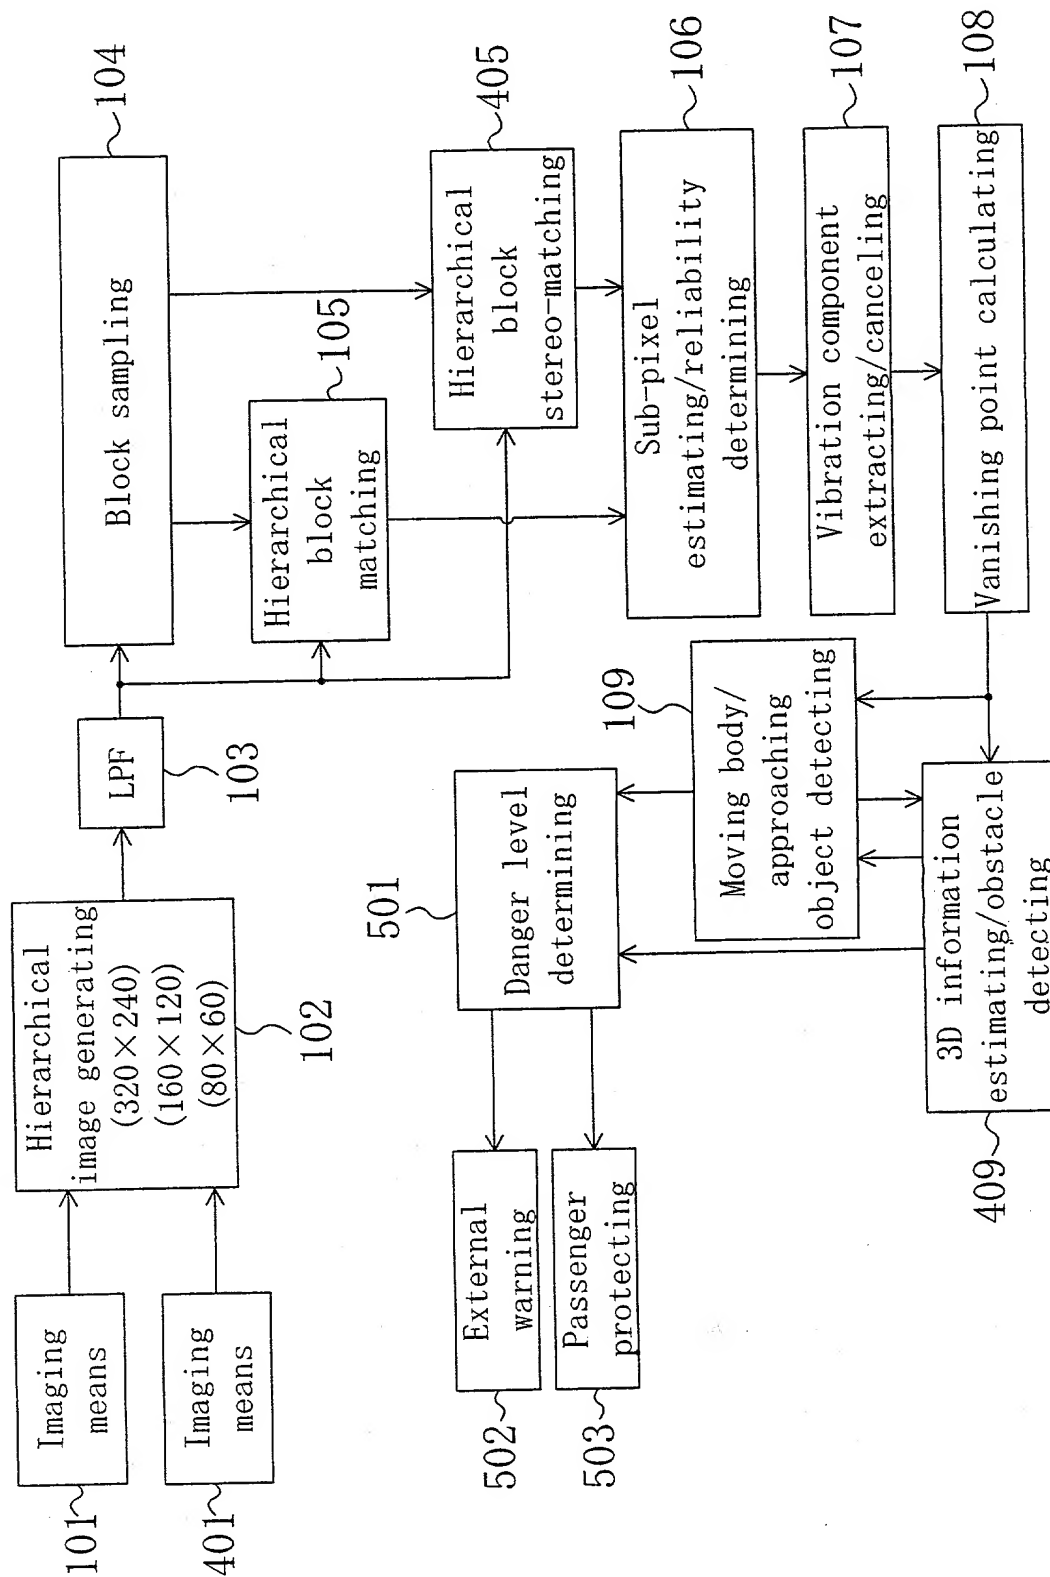 101
Imaging
means
401
Imaging
means
Hierarchical
image generating
(320×240)
(160×120)
(80×60)
102
LPF
103
Block sampling
104
Hierarchical
block
matching
105
Hierarchical
block
stereo-matching
405
Sub-pixel
estimating/reliability
determining
106
Vibration component
extracting/canceling
107
Vanishing point calculating
108
Moving body/
approaching
object detecting
109
3D information
estimating/obstacle
detecting
409
Danger level
determining
501
External
warning
502
Passenger
protecting
503